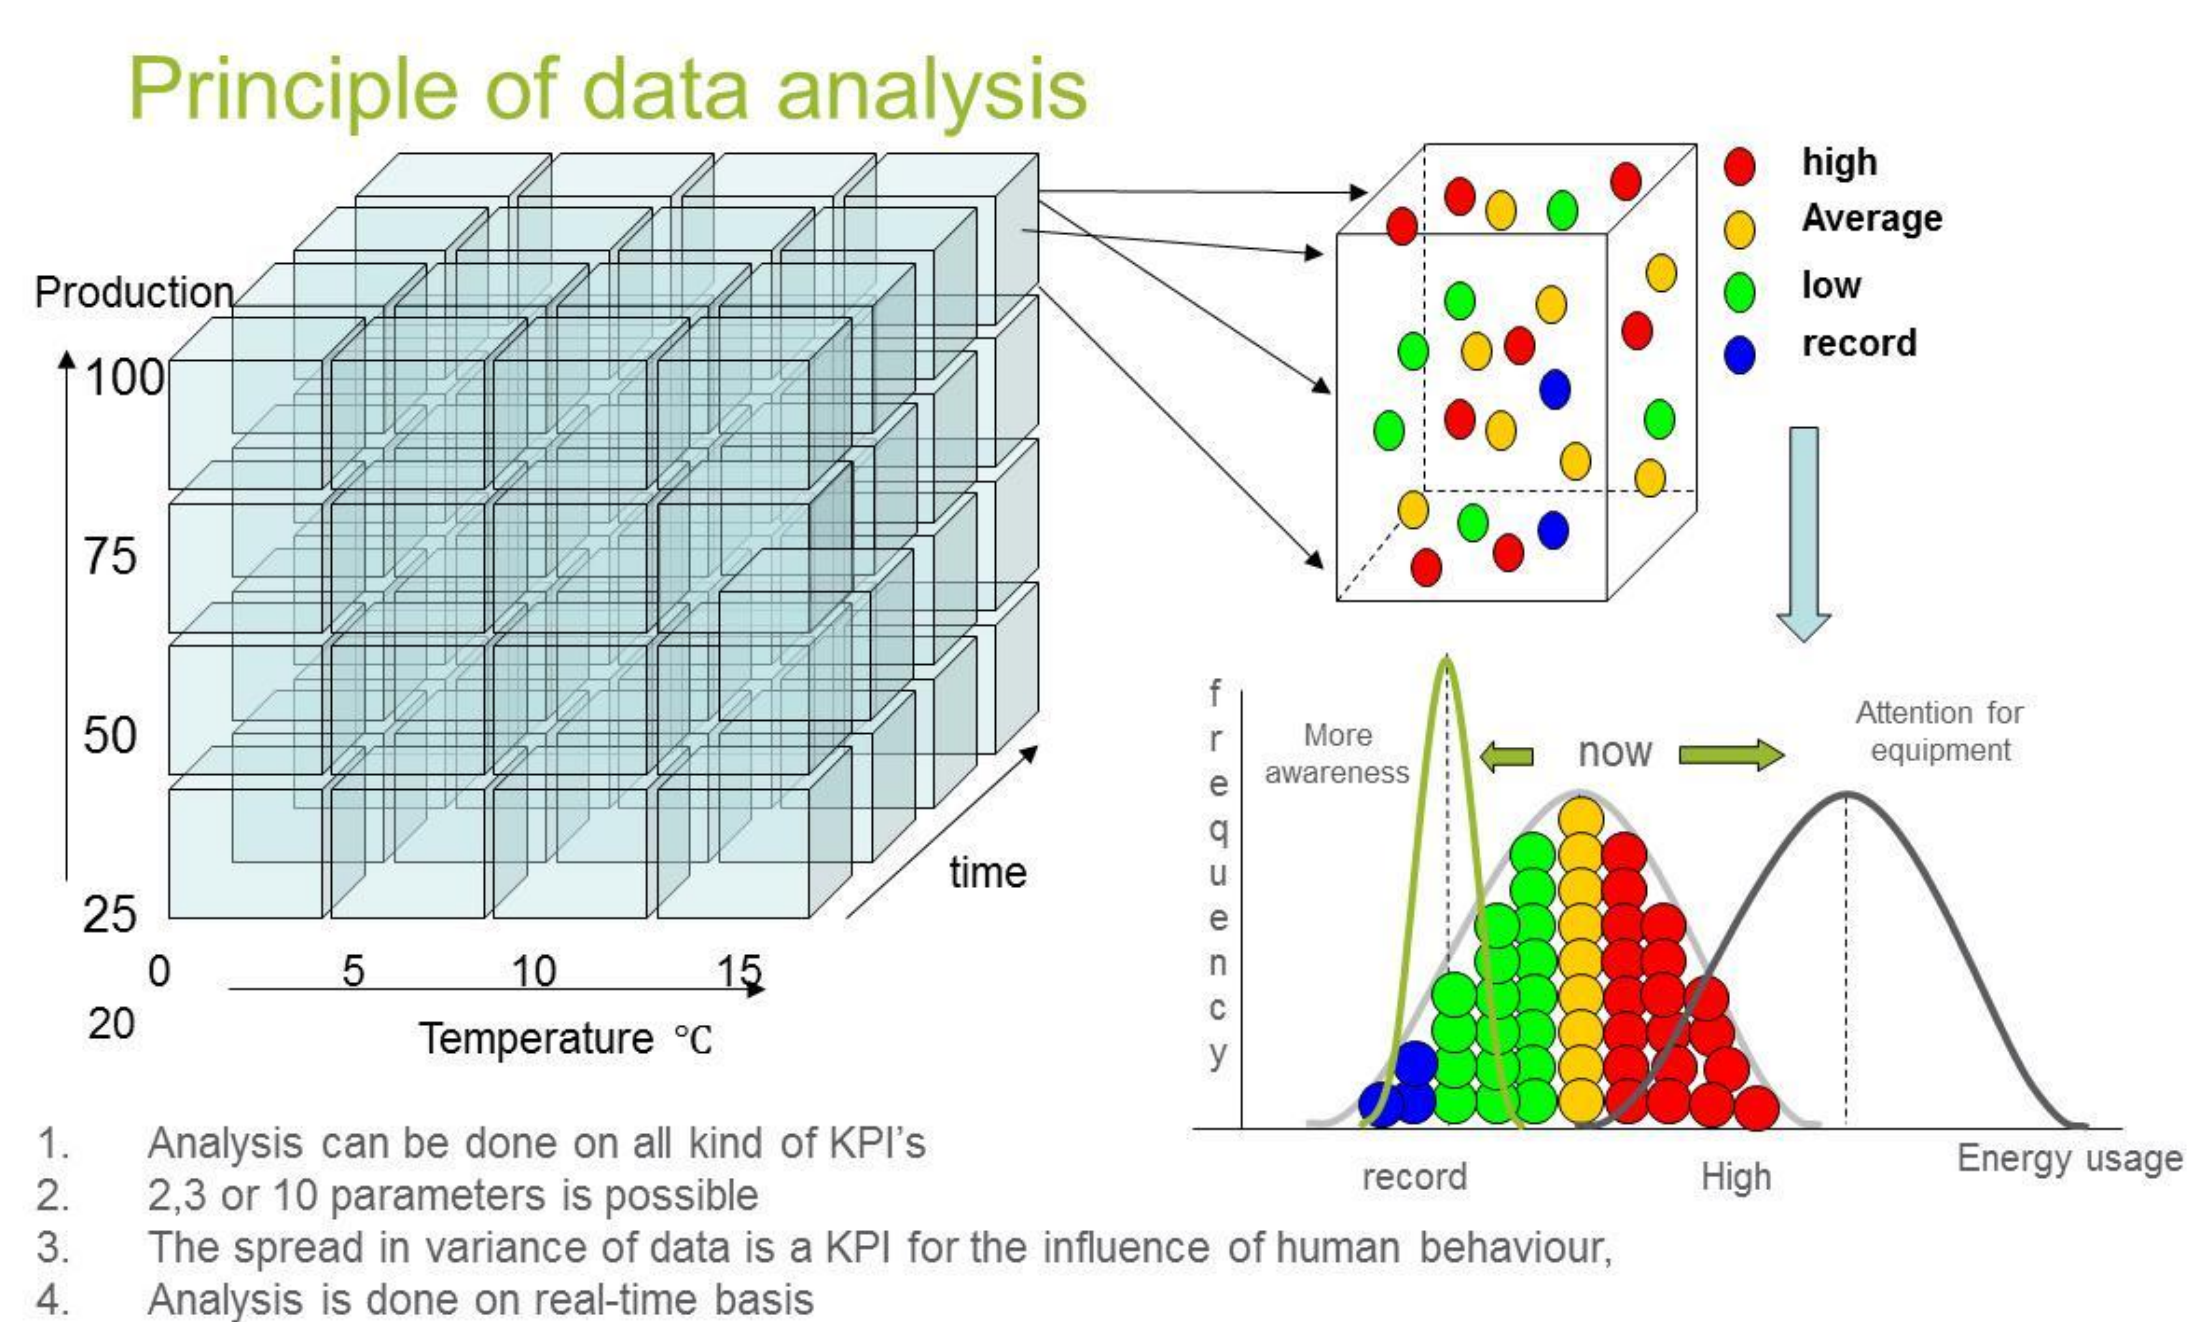 Principle of data analysis
Production
100
75
50
25
0 5 10 15
20
Temperature °C
time
high
Average
low
record
frequency
More
awareness
now
Attention for
equipment
record
High
Energy usage
1. Analysis can be done on all kind of KPI's
2. 2,3 or 10 parameters is possible
3. The spread in variance of data is a KPI for the influence of human behaviour,
4. Analysis is done on real-time basis